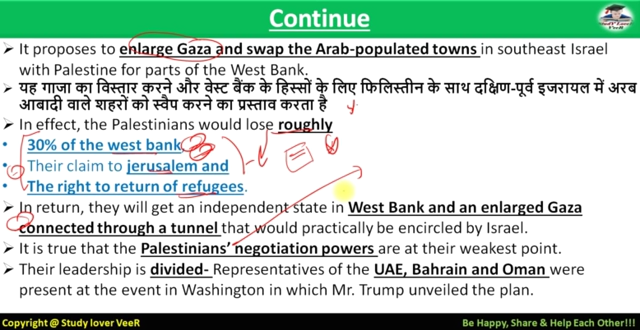 Continue
➢ It proposes to enlarge Gaza and swap the Arab-populated towns in southeast Israel
with Palestine for parts of the West Bank.
➢ यह गाजा का विस्तार करने और वेस्ट बैंक के हिस्सों के लिए फिलिस्तीन के साथ दक्षिण-पूर्व इजरायल में अरब
आबादी वाले शहरों को स्वैप करने का प्रस्ताव करता है
➢ In effect, the Palestinians would lose roughly
• 30% of the west bank,
• Their claim to jerusalem and
• The right to return of refugees.
➢ In return, they will get an independent state in West Bank and an enlarged Gaza
connected through a tunnel that would practically be encircled by Israel.
➢ It is true that the Palestinians' negotiation powers are at their weakest point.
➢ Their leadership is divided- Representatives of the UAE, Bahrain and Oman were
present at the event in Washington in which Mr. Trump unveiled the plan.
Copyright @ Study lover VeeR
Be Happy, Share & Help Each Other!!!